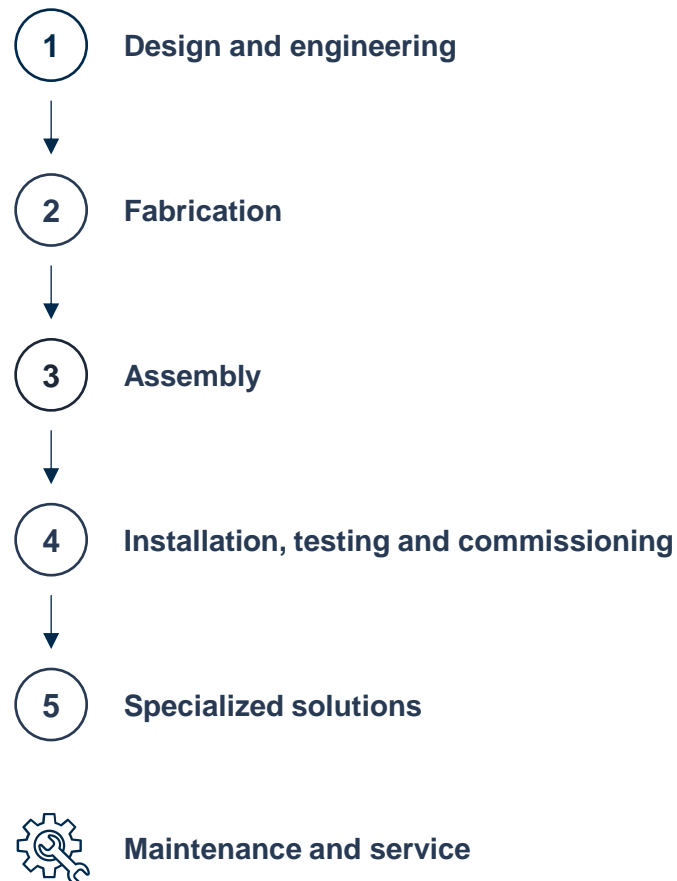 1 Design and engineering
2 Fabrication
3 Assembly
4 Installation, testing and commissioning
5 Specialized solutions
Maintenance and service